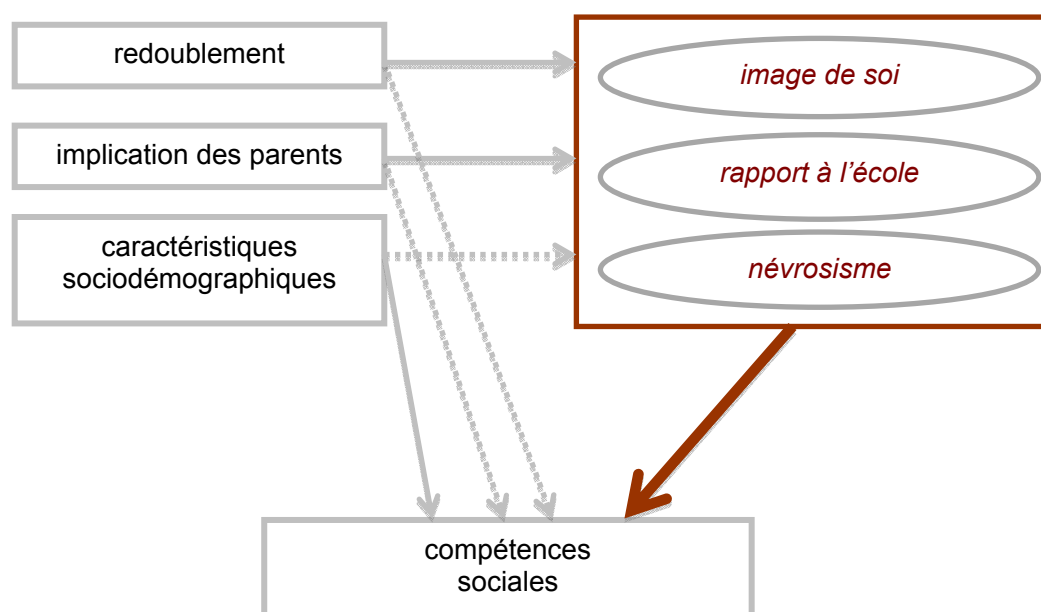 redoublement
implication des parents
caractéristiques
sociodémographiques
image de soi
rapport à l'école
névrosisme
compétences
sociales